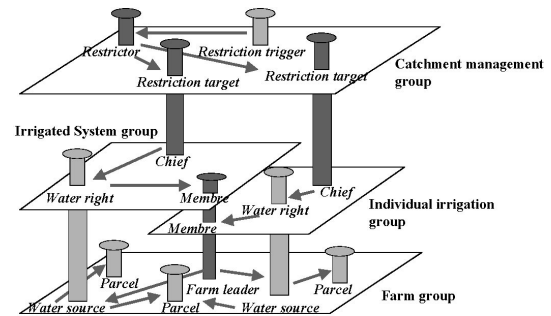 Restrictor
Restriction trigger
Restriction target
Restriction target
Catchment management
group
Irrigated System group
Chief
Chief
Water right
Membre
Water right
Membre
Individual irrigation
group
Parcel
Farm leader
Parcel
Water source
Parcel
Water source
Farm group